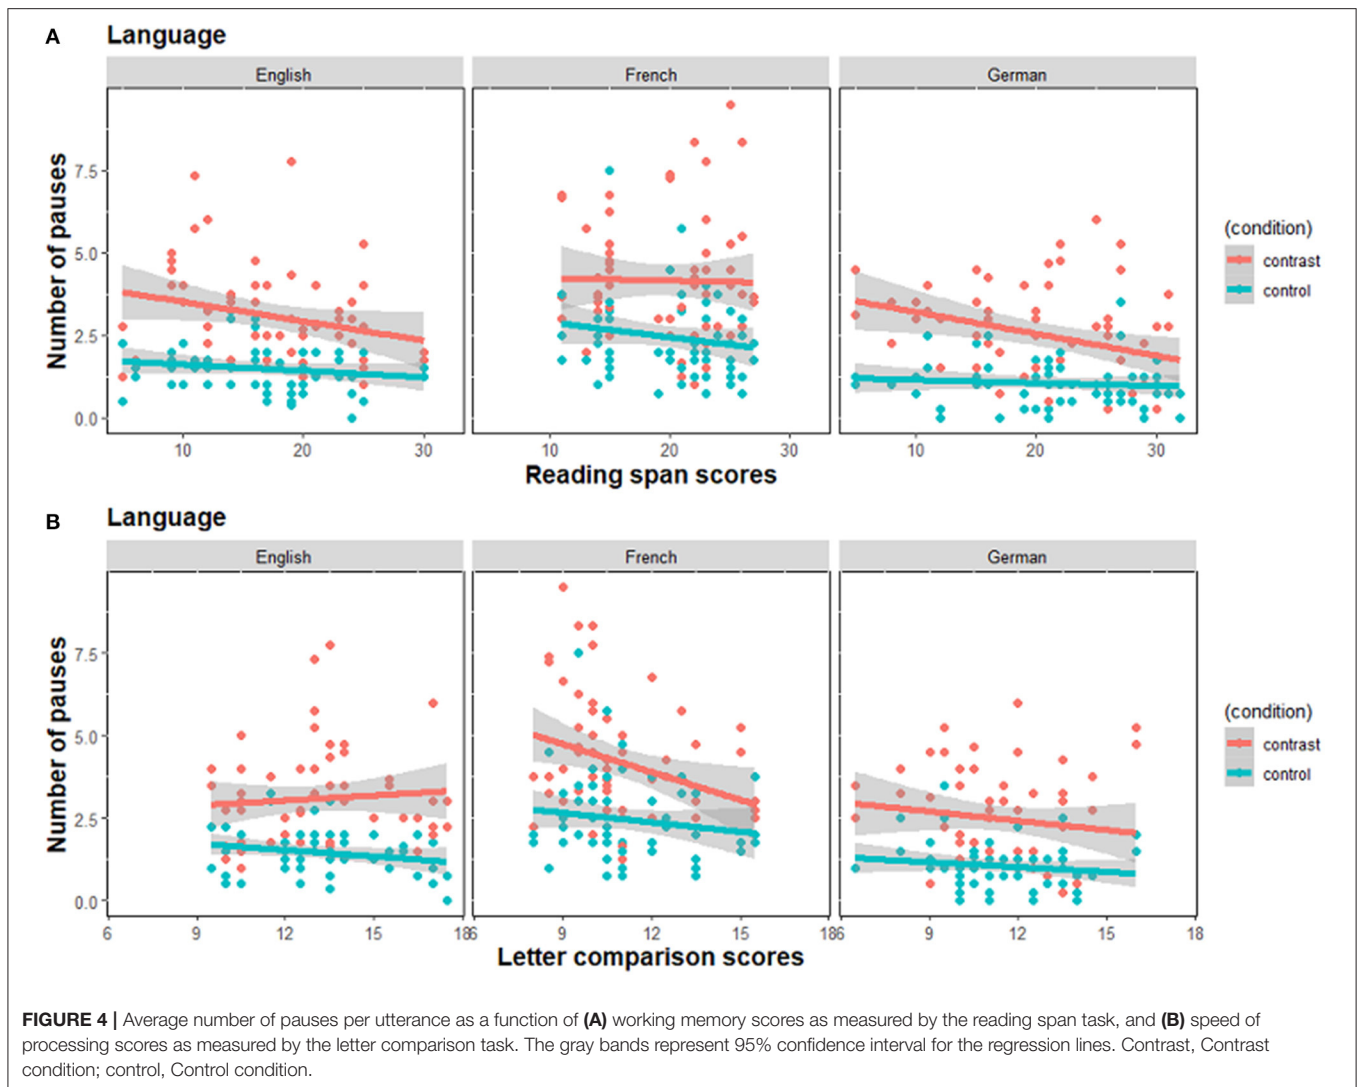 A Language
English French German
Number of pauses
7.5
5.0
2.5
0.0
10 20 30 10 20 30 10 20 30
Reading span scores
(condition)
contrast
control
B Language
English French German
Number of pauses
7.5
5.0
2.5
0.0
6 9 12 15 18 6 9 12 15 18 6 9 12 15 18
Letter comparison scores
(condition)
contrast
control
FIGURE 4 | Average number of pauses per utterance as a function of (A) working memory scores as measured by the reading span task, and (B) speed of
processing scores as measured by the letter comparison task. The gray bands represent 95% confidence interval for the regression lines. Contrast, Contrast
condition; control, Control condition.